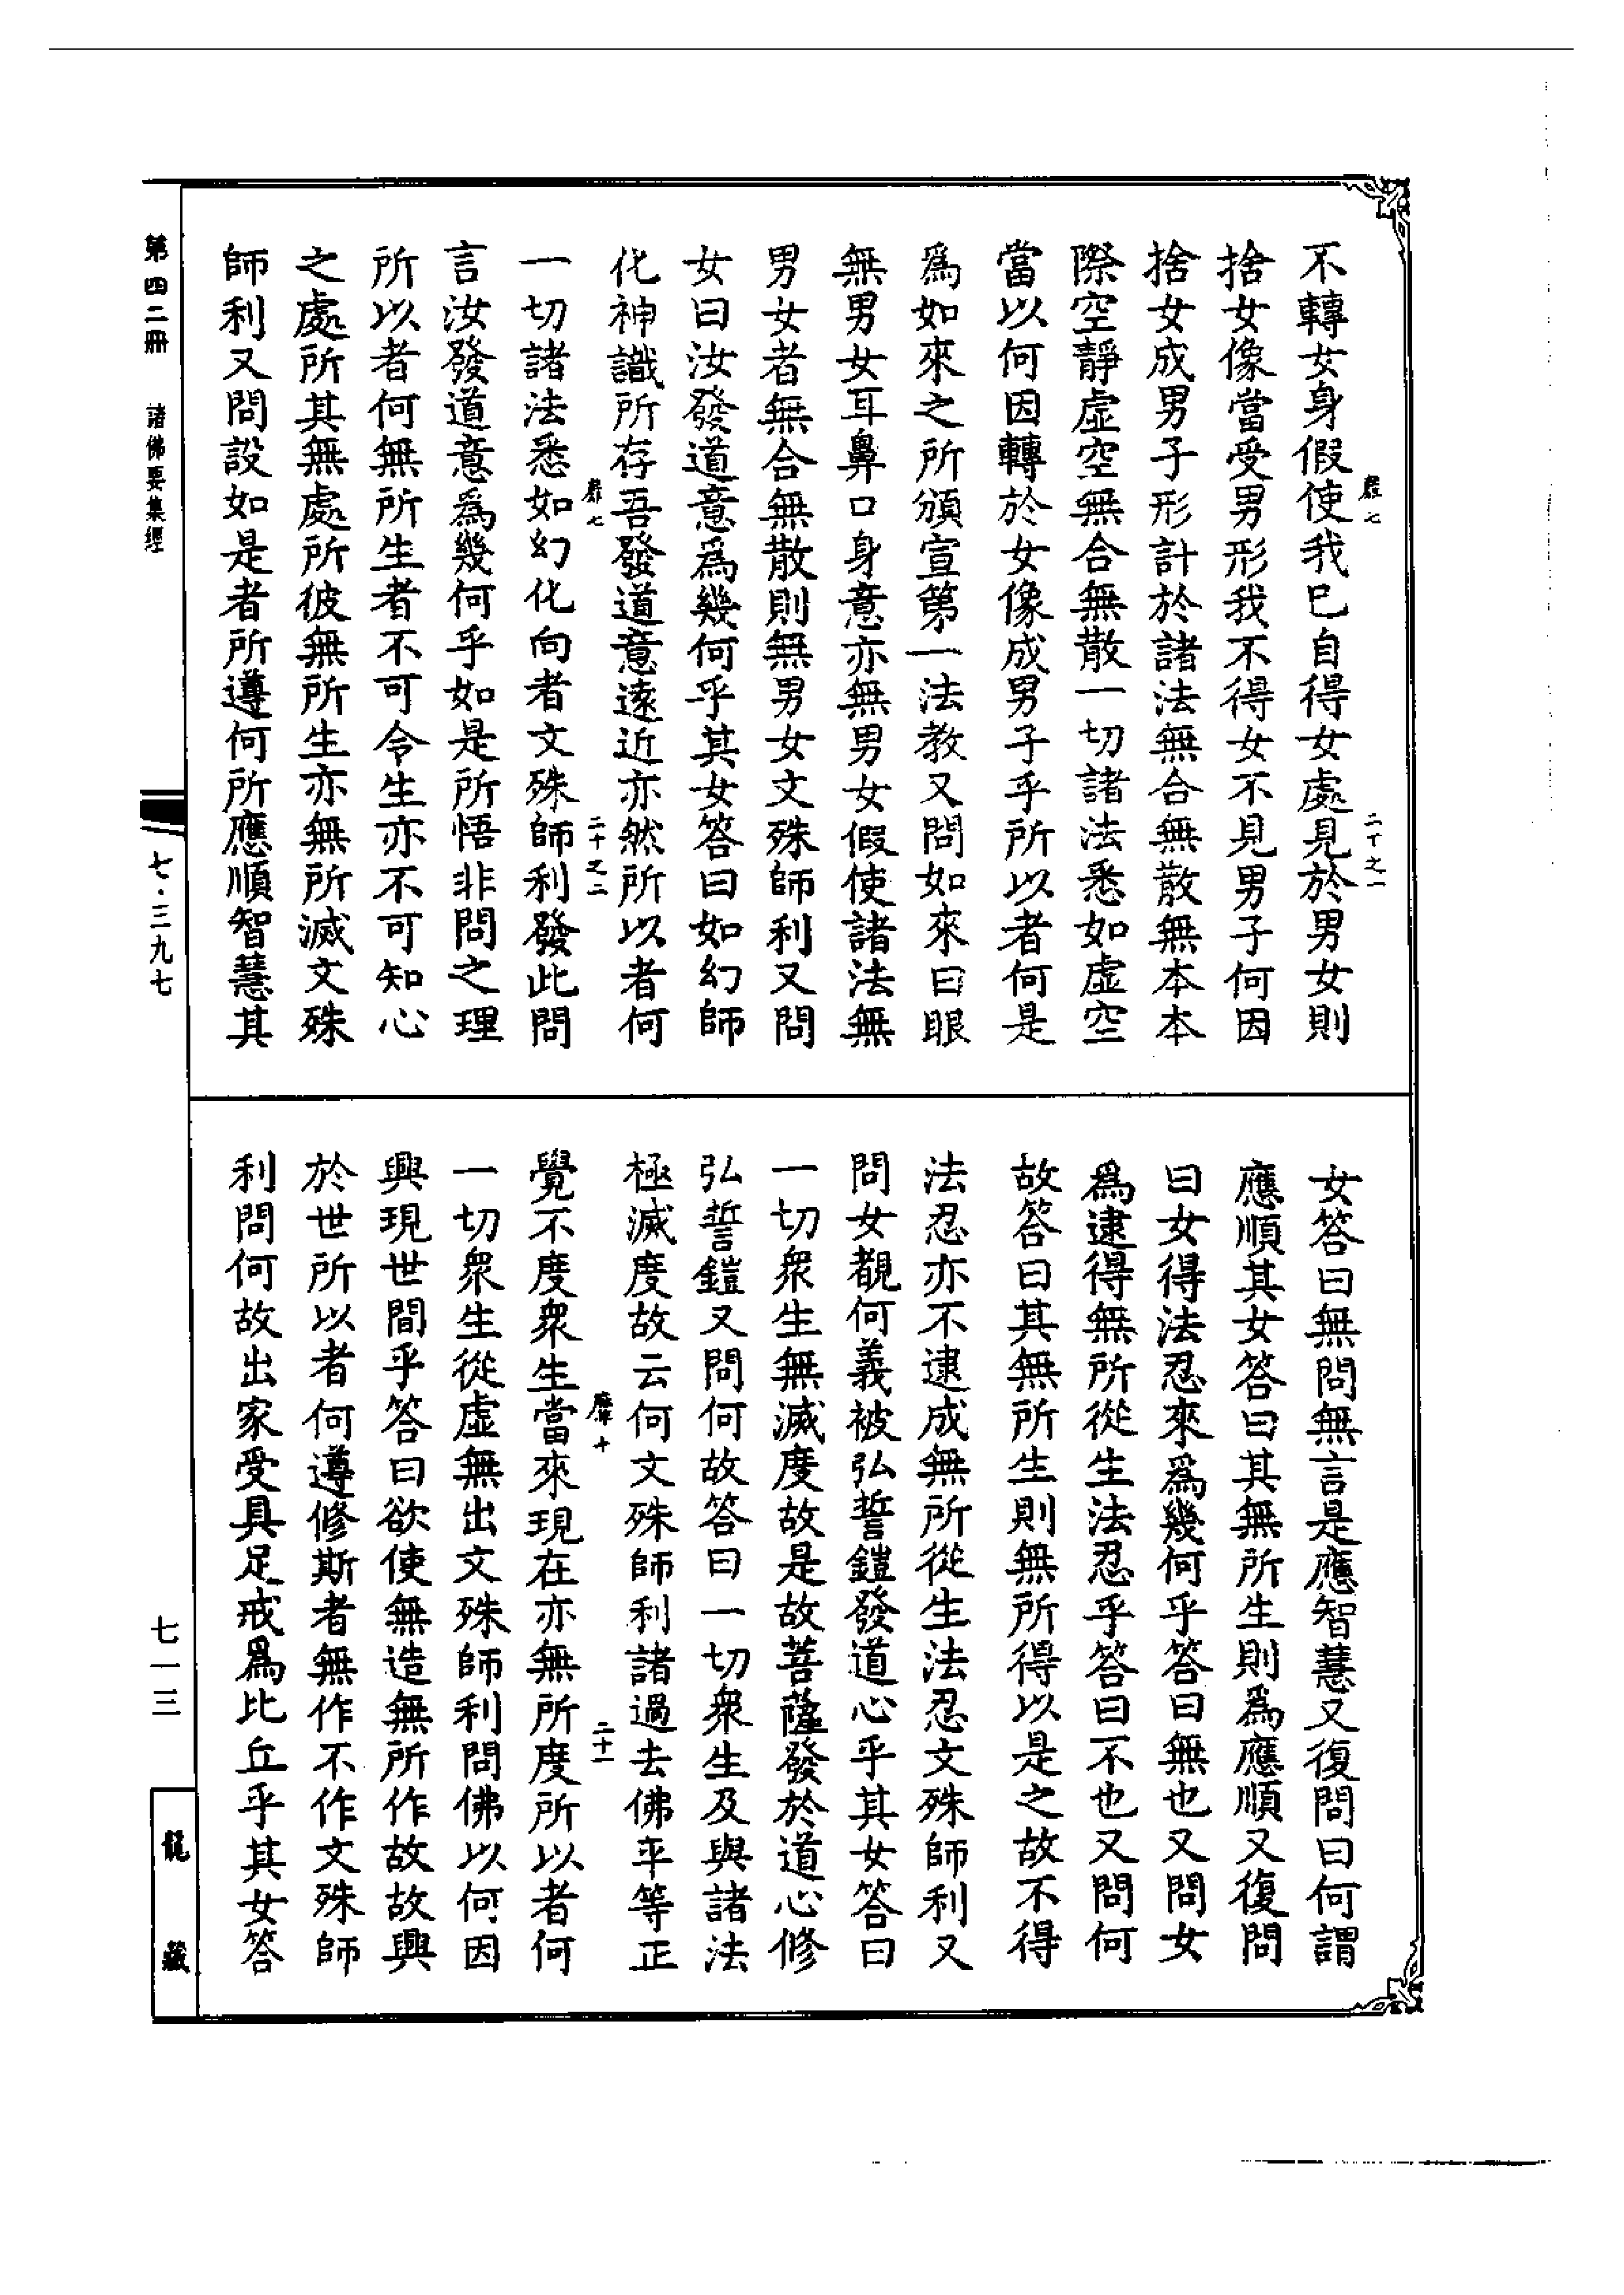 不轉女身假使我已自得女處見於男女則
捨女像當受男形我不得女不見男子何因
捨女成男子形計於諸法無合無散無本本
際空靜虛空無合無散一切諸法悉如虛空
當以何因轉於女像成男子乎所以者何是
爲如來之所頒宣第一法教又問如來曰眼
無男女耳鼻口身意亦無男女假使諸法無
男女者無合無散則無男女文殊師利又問
女曰汝發道意爲幾何乎其女答曰如幻師
化神識所存吾發道意遠近亦然所以者何
一切諸法悉如幻化向者文殊師利發此問
言汝發道意爲幾何乎如是所悟非問之理
所以者何無所生者不可令生亦不可知心
之處所其無處所彼無所生亦無所滅文殊
師利又問設如是者所遵何所應順智慧其
女答曰無問無言是應智慧又復問曰何謂
應順其女答曰其無所生則爲應順又復問
曰女得法忍來爲幾何乎答曰無也又問女
爲逮得無所從生法忍乎答曰不也又問何
故答曰其無所生則無所得以是之故不得
法忍亦不逮成無所從生法忍文殊師利又
問女覩何義被弘誓鎧發道心乎其女答曰
一切衆生無滅度故是故菩薩發於道心修
弘誓鎧又問何故答曰一切衆生及與諸法
極滅度故云何文殊師利諸過去佛平等正
覺不度衆生當來現在亦無所度所以者何
一切衆生從虛無出文殊師利問佛以何因
興現世間乎答曰欲使無造無所作故故興
於世所以者何遵修斯者無作不作文殊師
利問何故出家受具足戒爲比丘乎其女答
第四二冊 諸佛要集經
七·三九七
七一三
龍藏
二十之一
二十之二
二十一